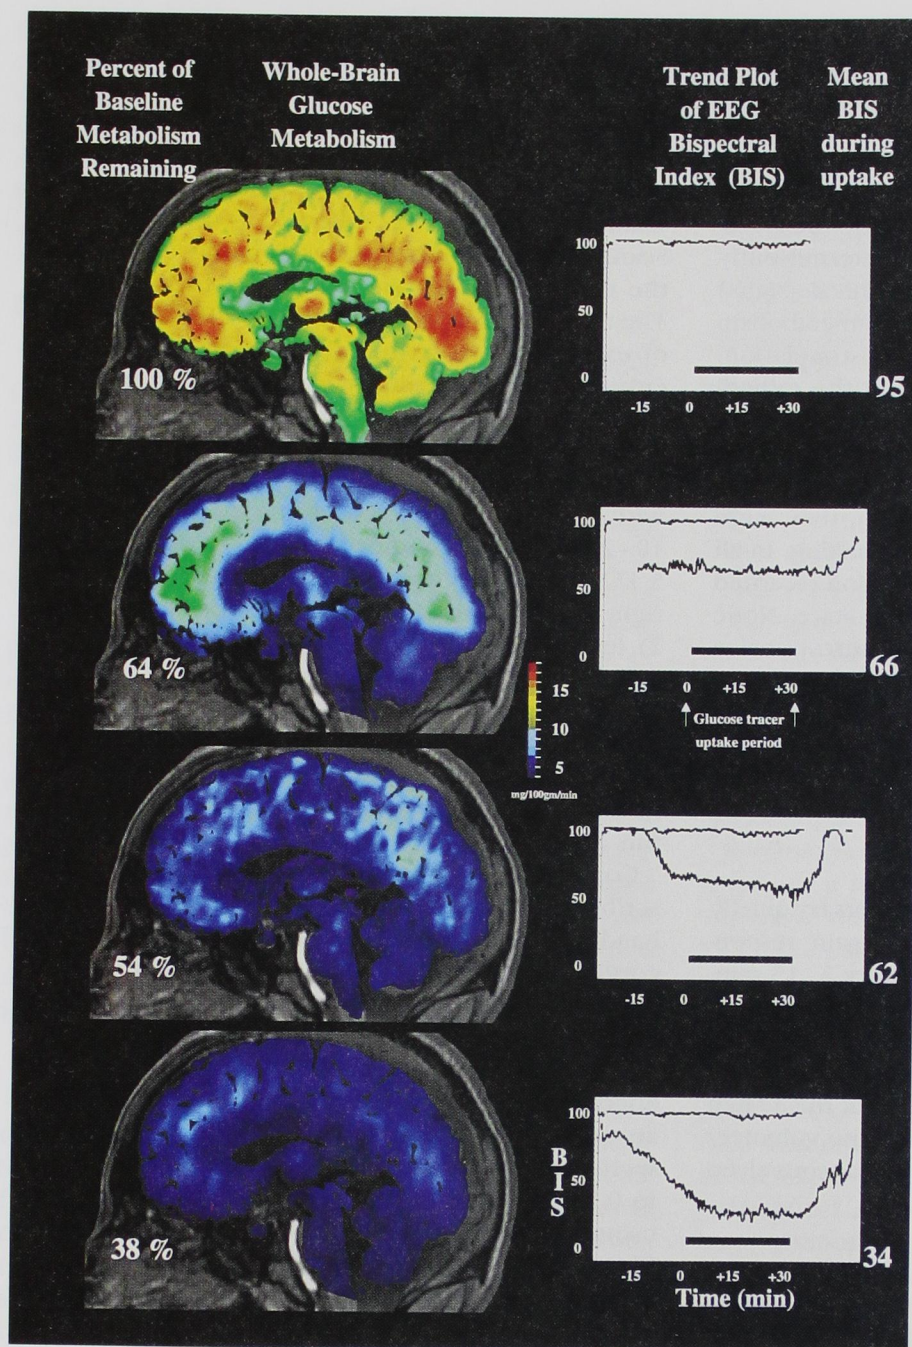 Percent of
Baseline
Metabolism
Remaining
Whole-Brain
Glucose
Metabolism
Trend Plot
of EEG
Bispectral
Index (BIS)
Mean
BIS
during
uptake
100 %
100
50
0
-15 0 +15 +30
95
64 %
100
50
0
-15 0 +15 +30
66
Glucose tracer
uptake period
15
10
5
mg/100gm/min
54 %
100
50
0
-15 0 +15 +30
62
38 %
BIS
100
50
0
-15 0 +15 +30
34
Time (min)